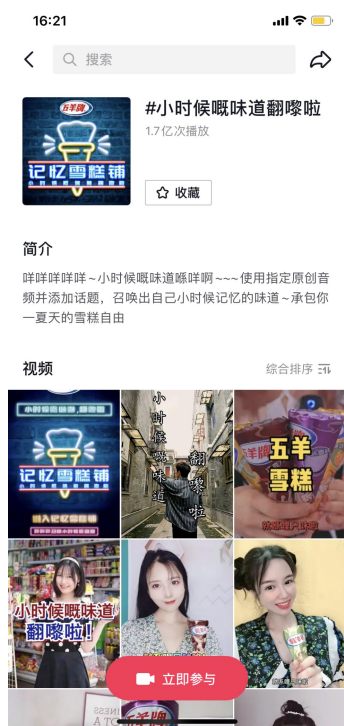 16:21
搜索
五羊牌
记忆雪糕铺
#小时候嘅味道翻嚟啦
1.7亿次播放
收藏
简介
咩咩咩咩咩~小时候嘅味道喺咩啊~~~使用指定原创音
频并添加话题，召唤出自己小时候记忆的味道~承包你
一夏天的雪糕自由
视频
综合排序
小时候嘅味道,翻嚟啦
记忆雪糕铺
小时候嘅味道
翻嚟啦
五羊
雪糕
小时候嘅味道
翻嚟啦！
立即参与